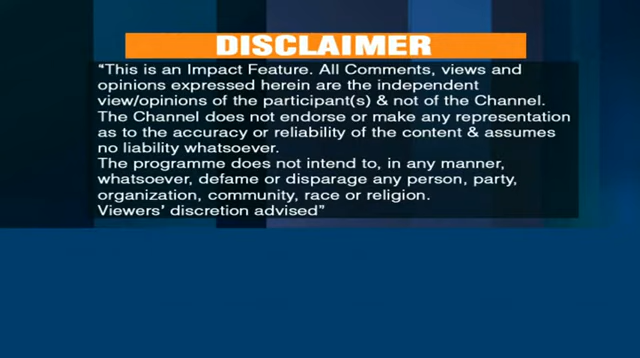 DISCLAIMER
“This is an Impact Feature. All Comments, views and
opinions expressed herein are the independent
view/opinions of the participant(s) & not of the Channel.
The Channel does not endorse or make any representation
as to the accuracy or reliability of the content & assumes
no liability whatsoever.
The programme does not intend to, in any manner,
whatsoever, defame or disparage any person, party,
organization, community, race or religion.
Viewers’ discretion advised”